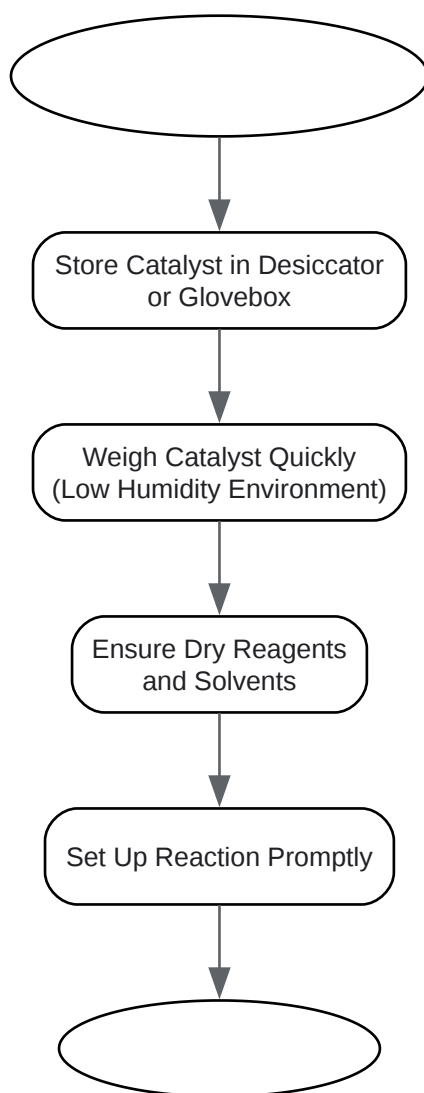 Store Catalyst in Desiccator
or Glovebox
Weigh Catalyst Quickly
(Low Humidity Environment)
Ensure Dry Reagents
and Solvents
Set Up Reaction Promptly